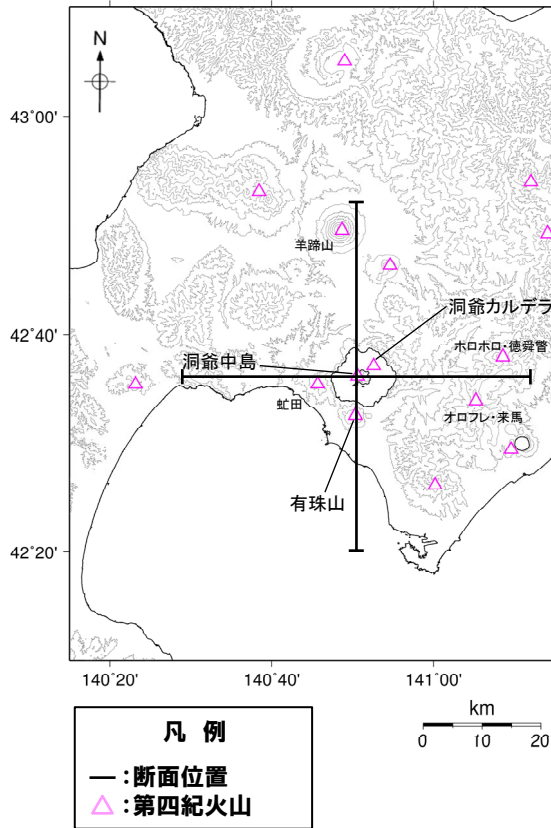 N
43°00'
羊蹄山
洞爺カルデラ
42°40'
ホロホロ・徳舜瞥
洞爺中島
虻田
オロフレ・来馬
有珠山
42°20'
140°20'
140°40'
141°00'
km
0 10 20
凡 例
—:断面位置
△:第四紀火山